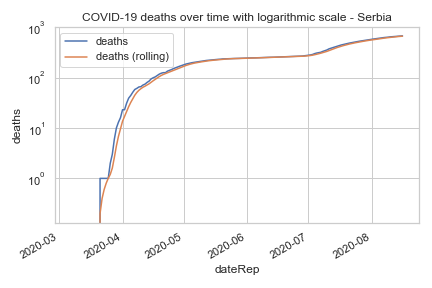 COVID-19 deaths over time with logarithmic scale - Serbia
deaths
deaths (rolling)
10³
10²
10¹
10⁰
deaths
2020-03
2020-04
2020-05
2020-06
2020-07
2020-08
dateRep